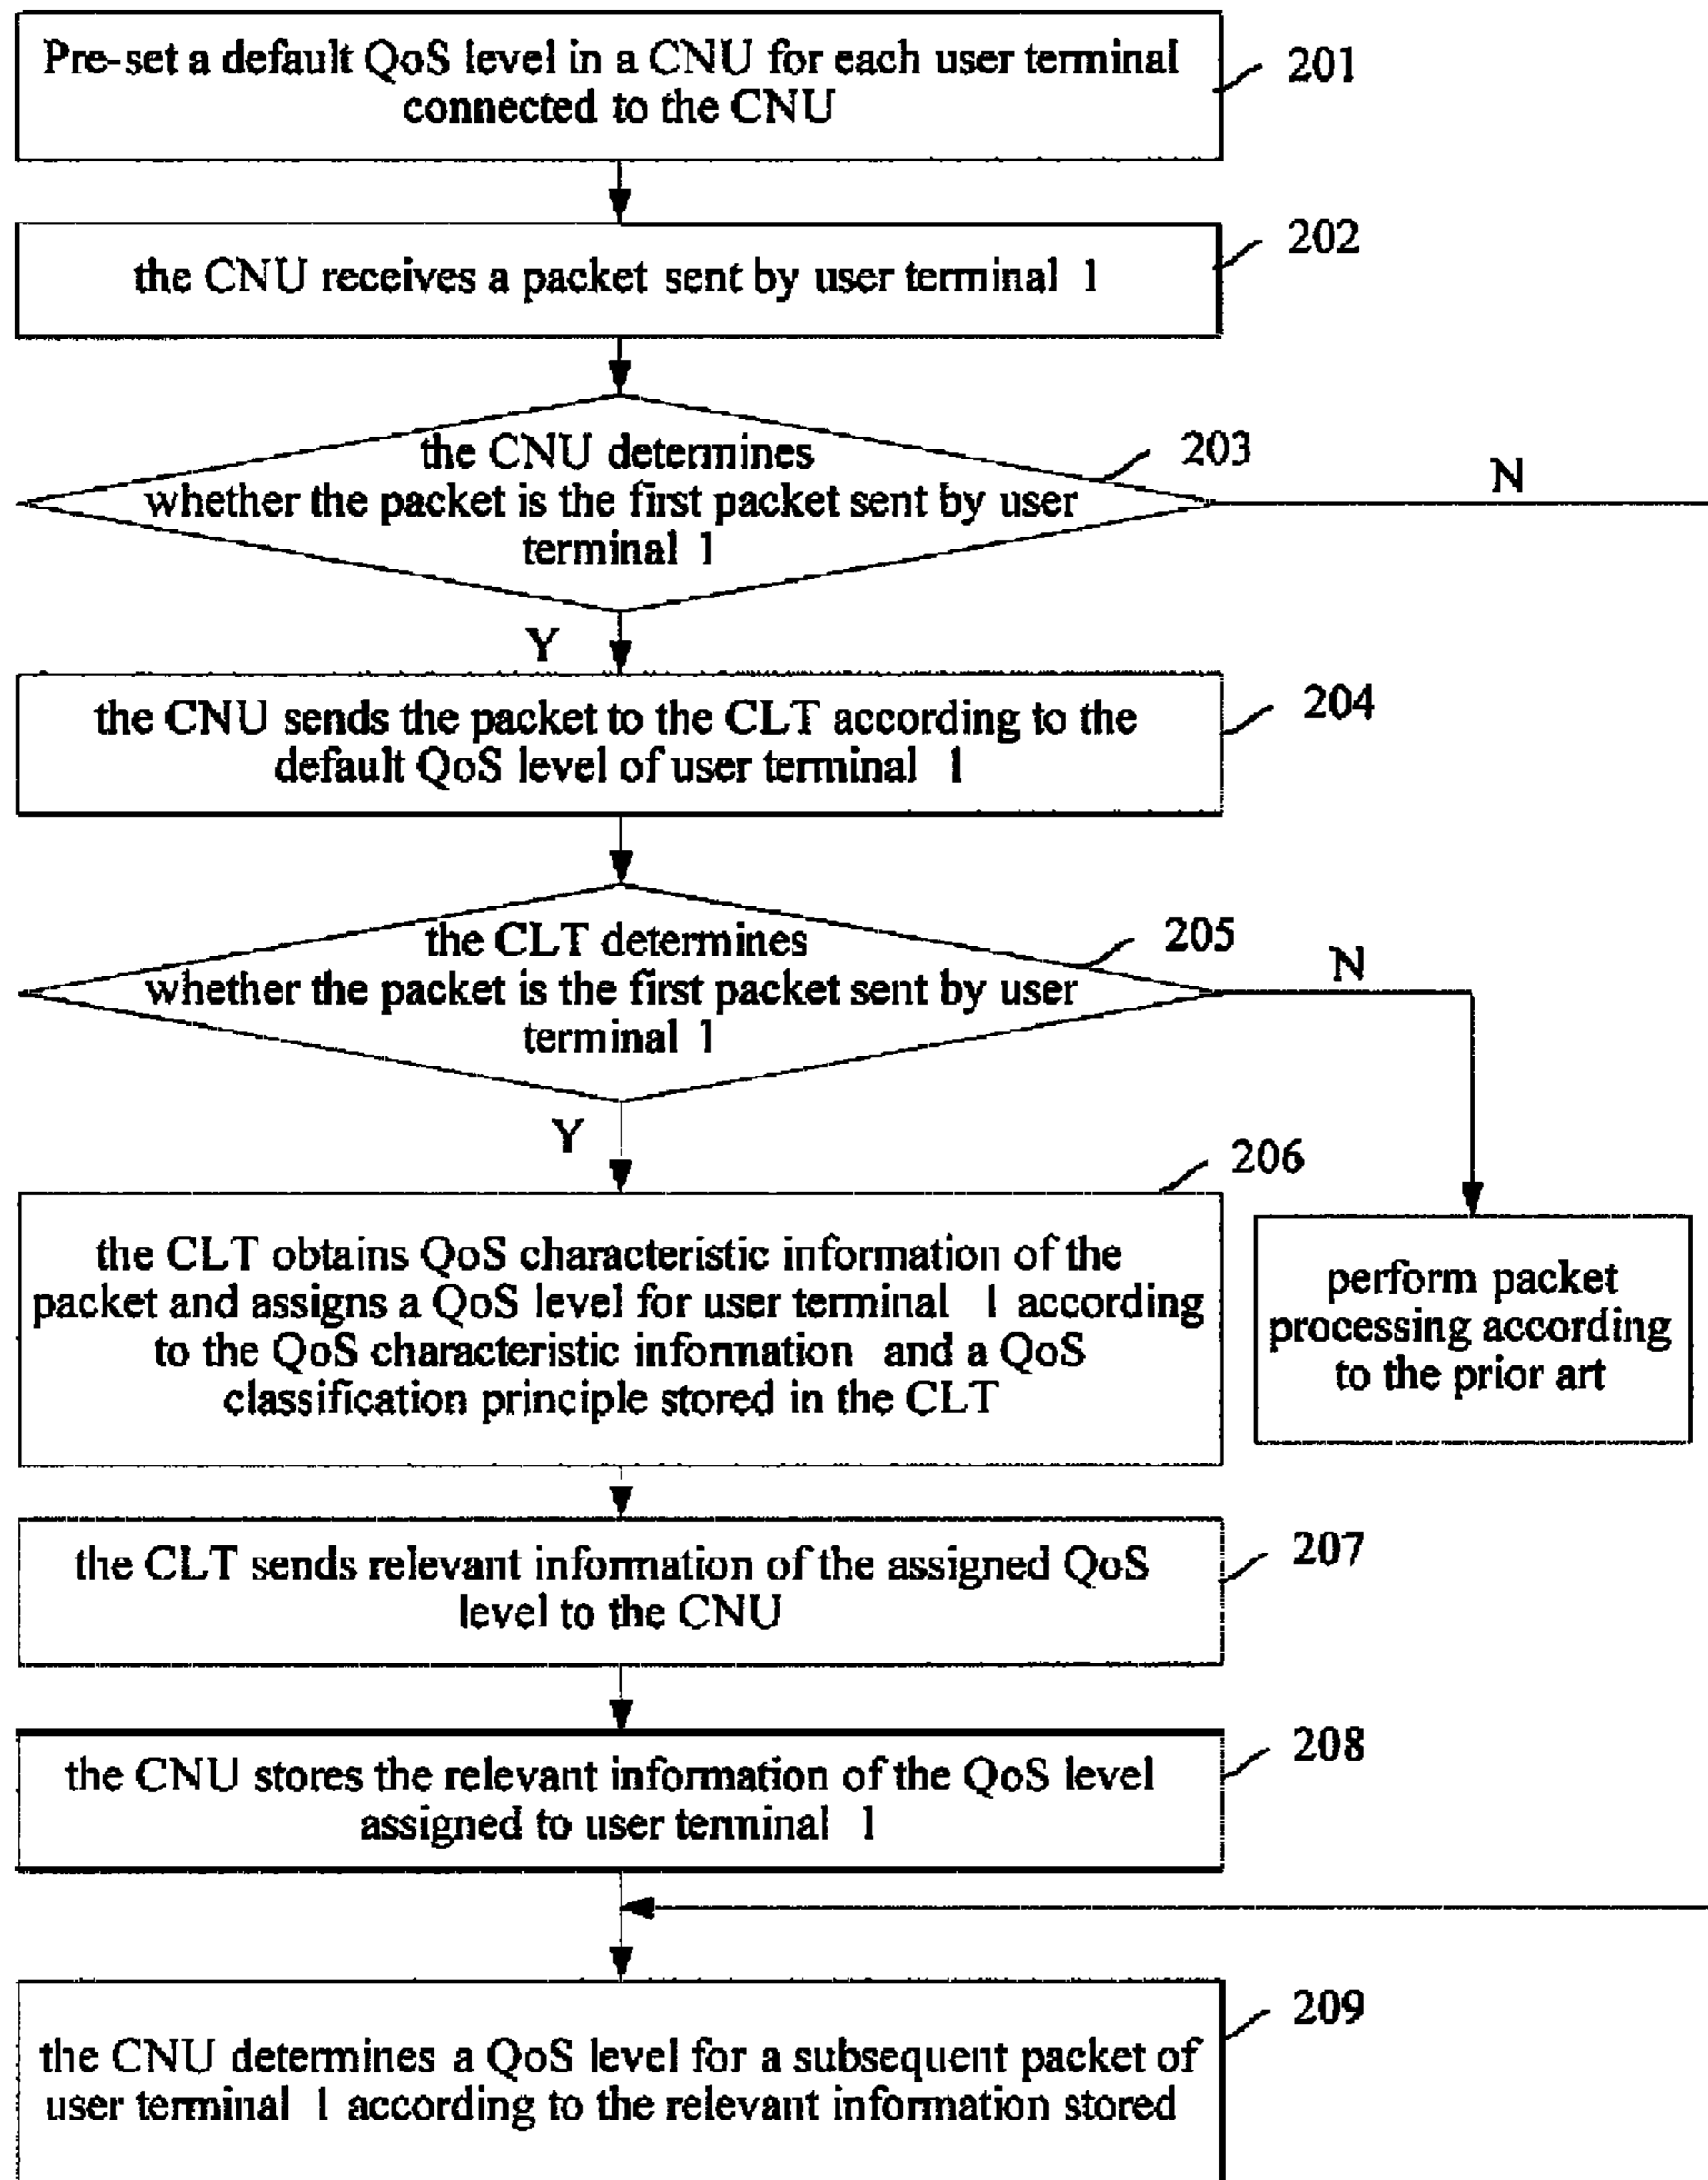 Pre-set a default QoS level in a CNU for each user terminal
connected to the CNU
201
the CNU receives a packet sent by user terminal 1
202
the CNU determines
whether the packet is the first packet sent by user
terminal 1
203
N
Y
the CNU sends the packet to the CLT according to the
default QoS level of user terminal 1
204
the CLT determines
whether the packet is the first packet sent by user
terminal 1
205
N
Y
206
the CLT obtains QoS characteristic information of the
packet and assigns a QoS level for user terminal 1 according
to the QoS characteristic information and a QoS
classification principle stored in the CLT
perform packet
processing according
to the prior art
the CLT sends relevant information of the assigned QoS
level to the CNU
207
the CNU stores the relevant information of the QoS level
assigned to user terminal 1
208
the CNU determines a QoS level for a subsequent packet of
user terminal 1 according to the relevant information stored
209